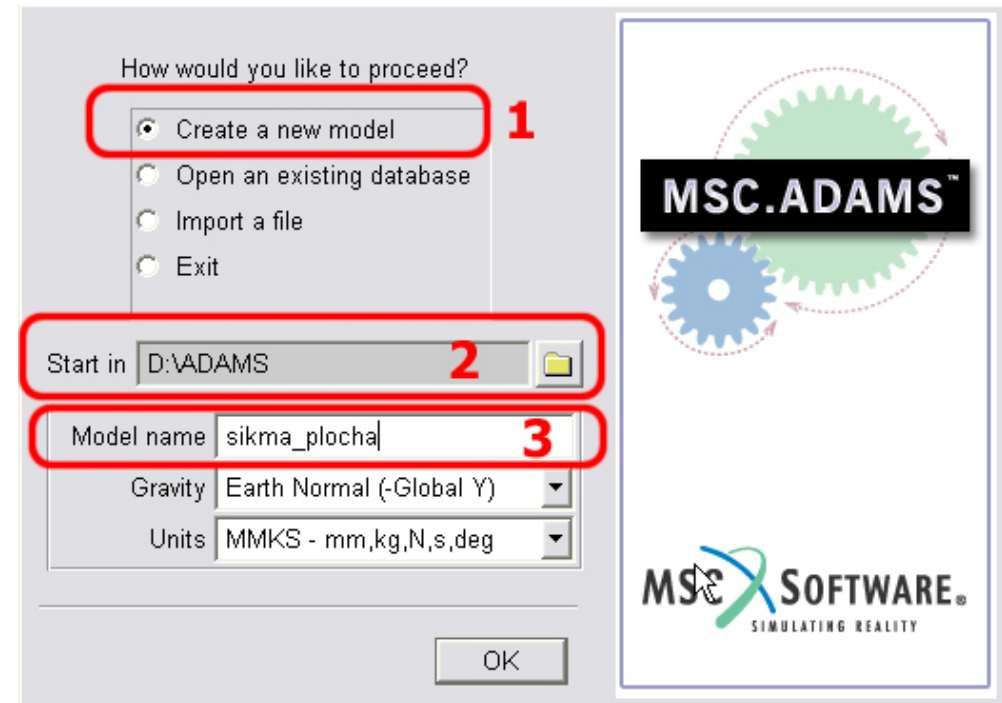 How would you like to proceed?
Create a new model 1
Open an existing database
Import a file
Exit
Start in D:\ADAMS 2
Model name sikma_plocha 3
Gravity Earth Normal (-Global Y)
Units MMKS - mm,kg,N,s,deg
OK
MSC.ADAMS™
MSC SOFTWARE®
SIMULATING REALITY